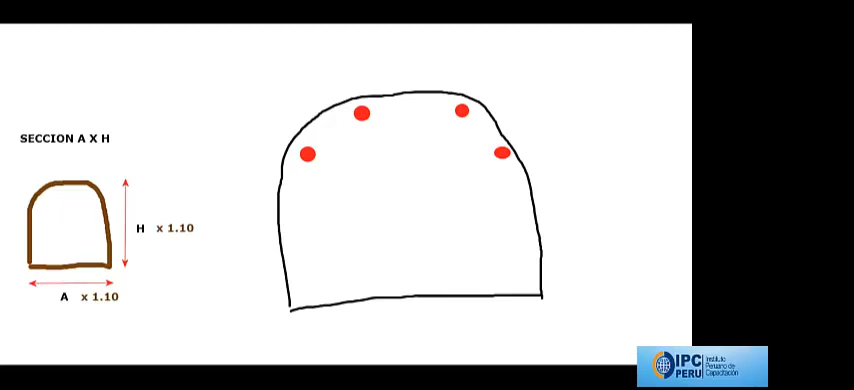 SECCION A X H
H x 1.10
A x 1.10
IPC PERU
Instituto
Peruano de
Capacitación